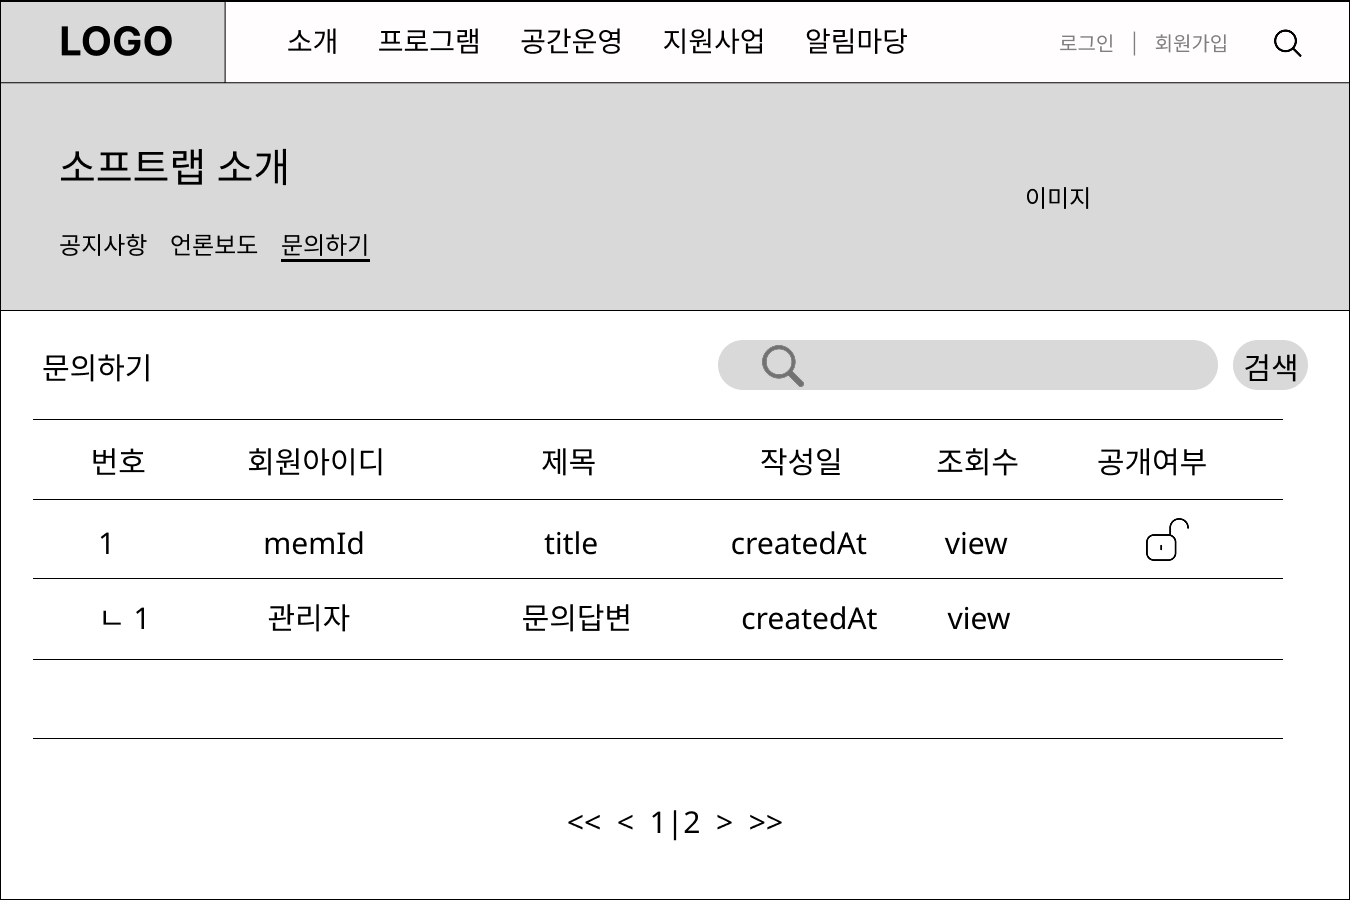 LOGO 소개 프로그램 공간운영 지원사업 알림마당 로그인 | 회원가입
소프트랩 소개
이미지
공지사항 언론보도 문의하기
문의하기 검색
번호 회원아이디 제목 작성일 조회수 공개여부
1 memId title createdAt view
ㄴ 1 관리자 문의답변 createdAt view
<< < 1|2 > >>